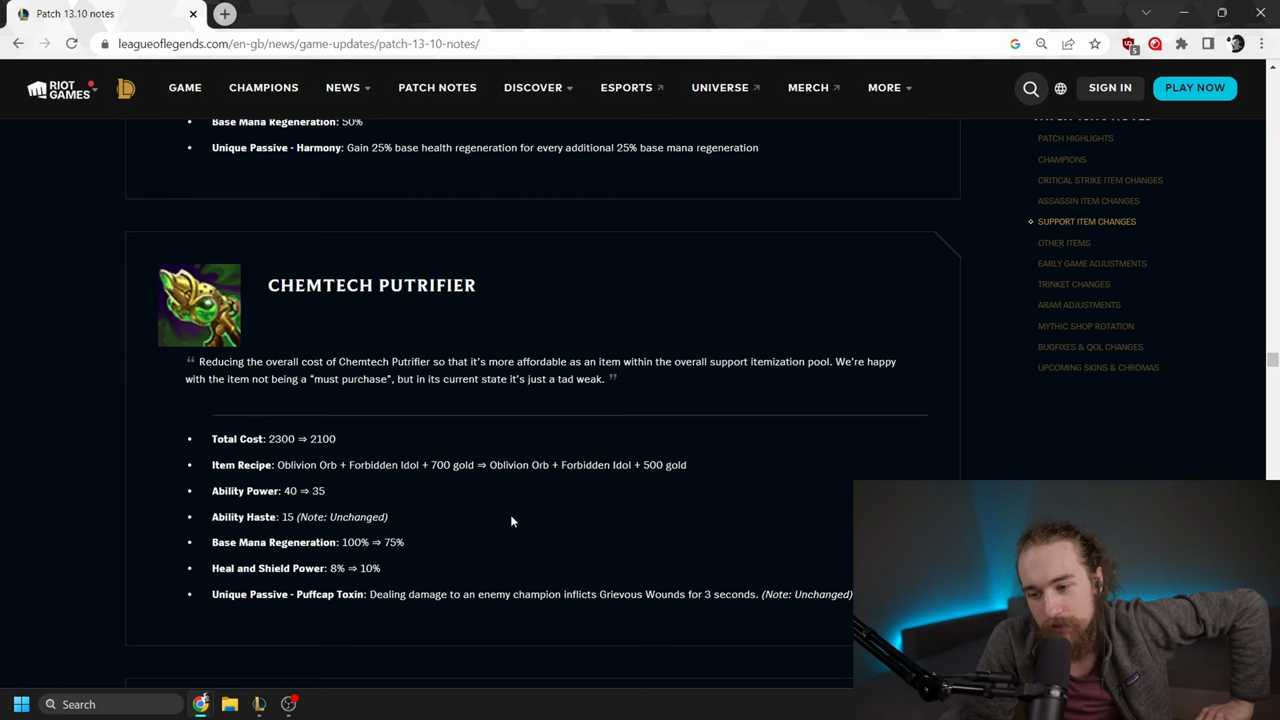 Patch 13.10 notes
leagueoflegends.com/en-gb/news/game-updates/patch-13-10-notes/
5
RIOT GAMES
GAME
CHAMPIONS
NEWS
PATCH NOTES
DISCOVER
ESPORTS
UNIVERSE
MERCH
MORE
SIGN IN
PLAY NOW
Base Mana Regeneration: 50%
Unique Passive - Harmony: Gain 25% base health regeneration for every additional 25% base mana regeneration
CHEMTECH PUTRIFIER
“ Reducing the overall cost of Chemtech Putrifier so that it’s more affordable as an item within the overall support itemization pool. We’re happy
with the item not being a “must purchase”, but in its current state it’s just a tad weak. ”
Total Cost: 2300 ⇒ 2100
Item Recipe: Oblivion Orb + Forbidden Idol + 700 gold ⇒ Oblivion Orb + Forbidden Idol + 500 gold
Ability Power: 40 ⇒ 35
Ability Haste: 15 (Note: Unchanged)
Base Mana Regeneration: 100% ⇒ 75%
Heal and Shield Power: 8% ⇒ 10%
Unique Passive - Puffcap Toxin: Dealing damage to an enemy champion inflicts Grievous Wounds for 3 seconds. (Note: Unchanged)
PATCH HIGHLIGHTS
CHAMPIONS
CRITICAL STRIKE ITEM CHANGES
ASSASSIN ITEM CHANGES
SUPPORT ITEM CHANGES
OTHER ITEMS
EARLY GAME ADJUSTMENTS
TRINKET CHANGES
ARAM ADJUSTMENTS
MYTHIC SHOP ROTATION
BUGFIXES & QOL CHANGES
UPCOMING SKINS & CHROMAS
Search